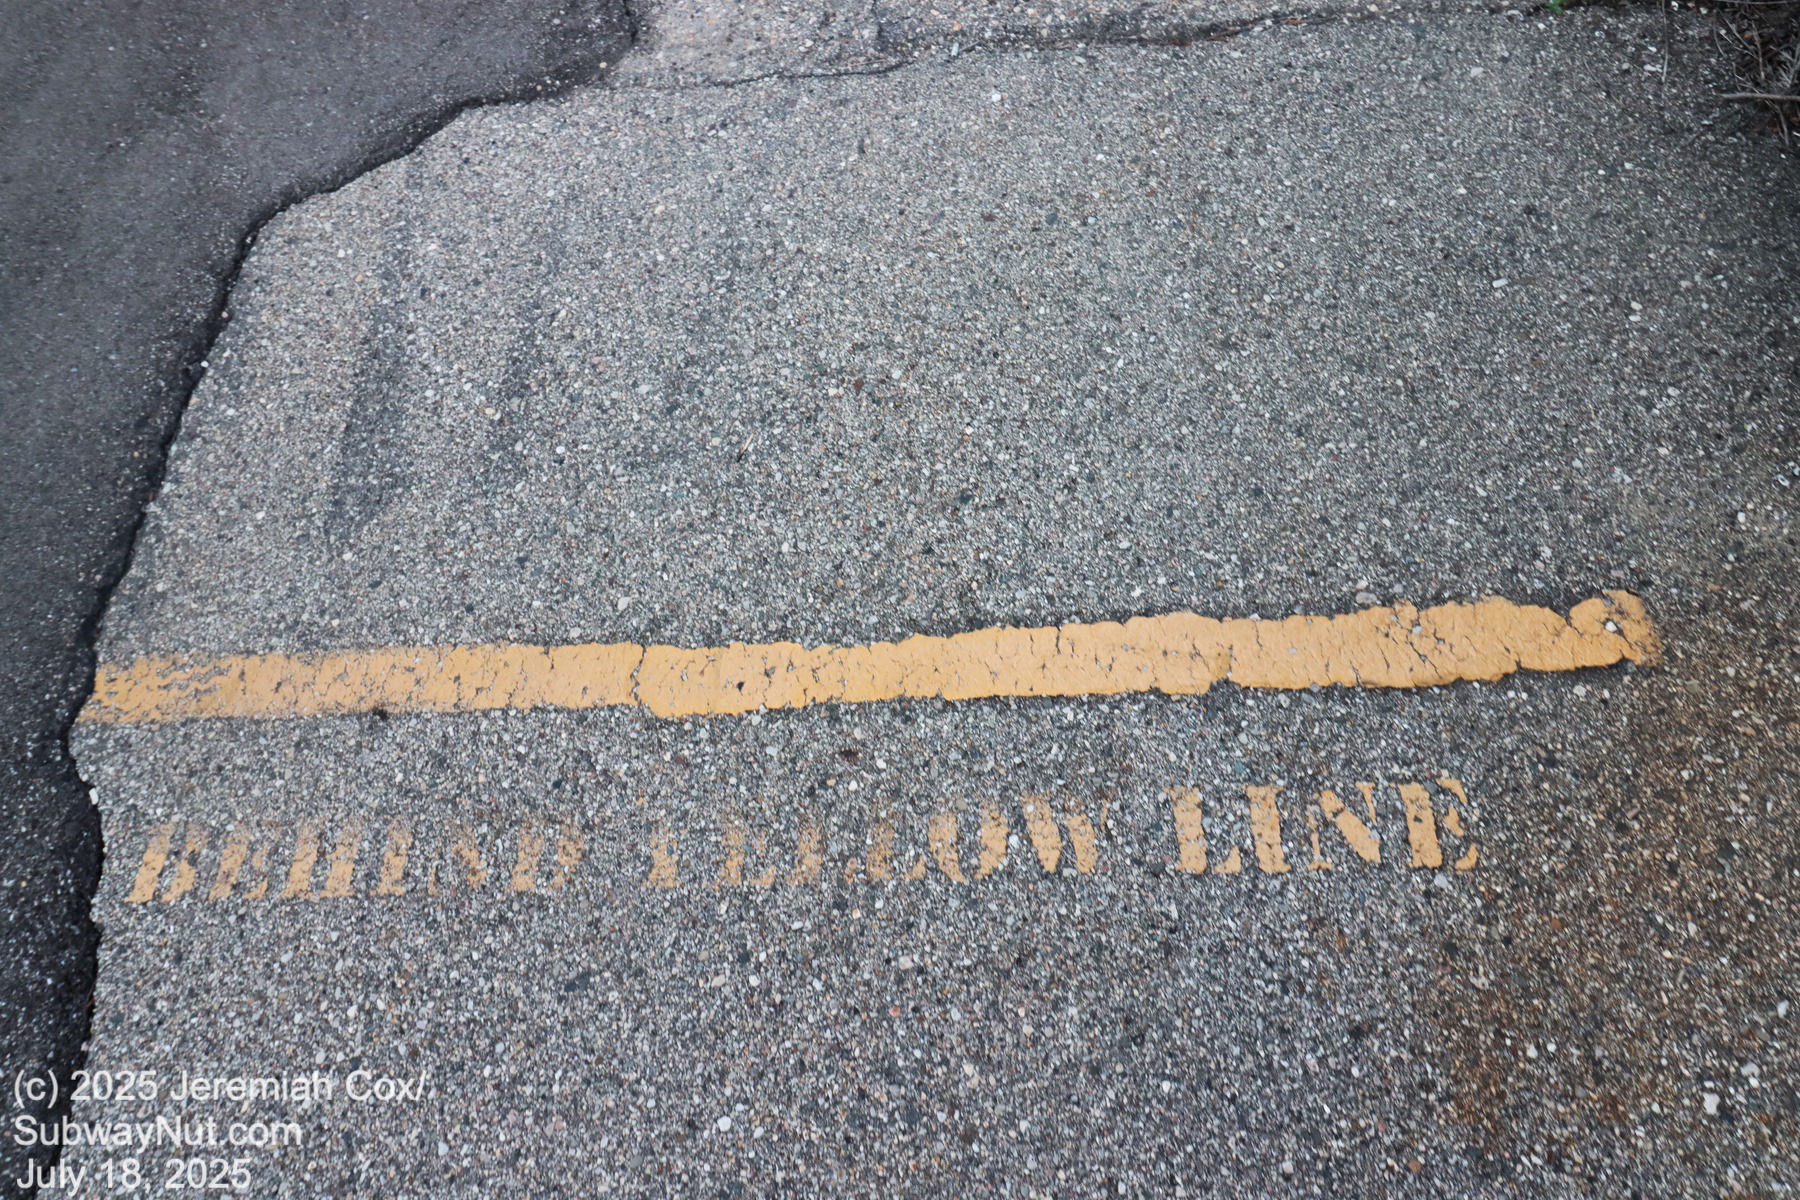 BEHIND YELLOW LINE
(c) 2025 Jeremiah Cox/
SubwayNut.com
July 18, 2025